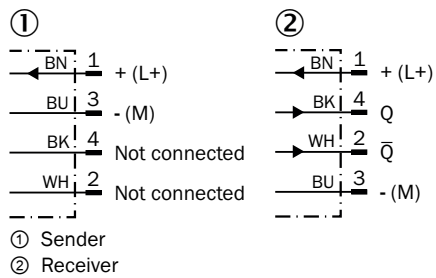 ①
BN 1 + (L+)
BU 3 - (M)
BK 4 Not connected
WH 2 Not connected
②
BN 1 + (L+)
BK 4 Q
WH 2 Q̅
BU 3 - (M)
① Sender
② Receiver